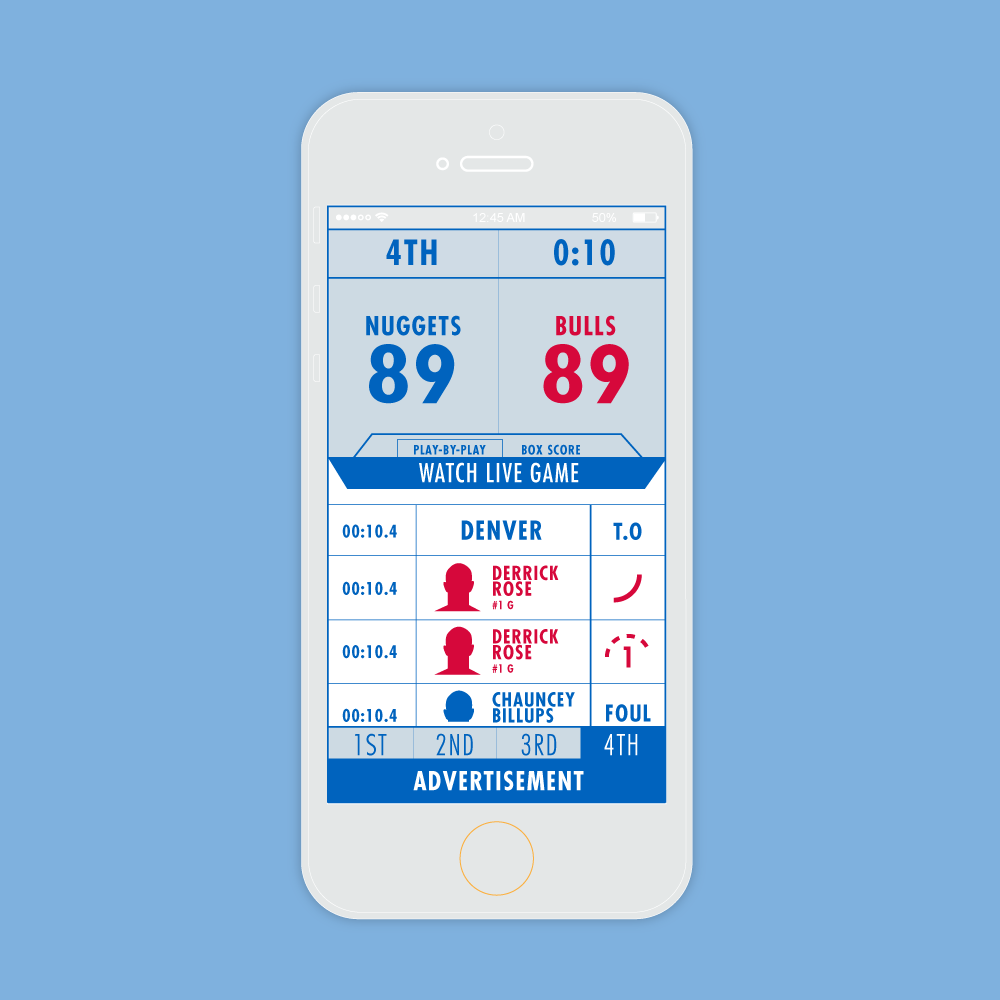 12.45 AM 50%
4TH 0:10
NUGGETS BULLS
89 89
PLAY-BY-PLAY BOX SCORE
WATCH LIVE GAME
00:10.4 DENVER T.O
00:10.4 DERRICK
ROSE
#1 G
00:10.4 DERRICK
ROSE
#1 G
1
00:10.4 CHAUNCEY
BILLUPS
FOUL
1ST 2ND 3RD 4TH
ADVERTISEMENT